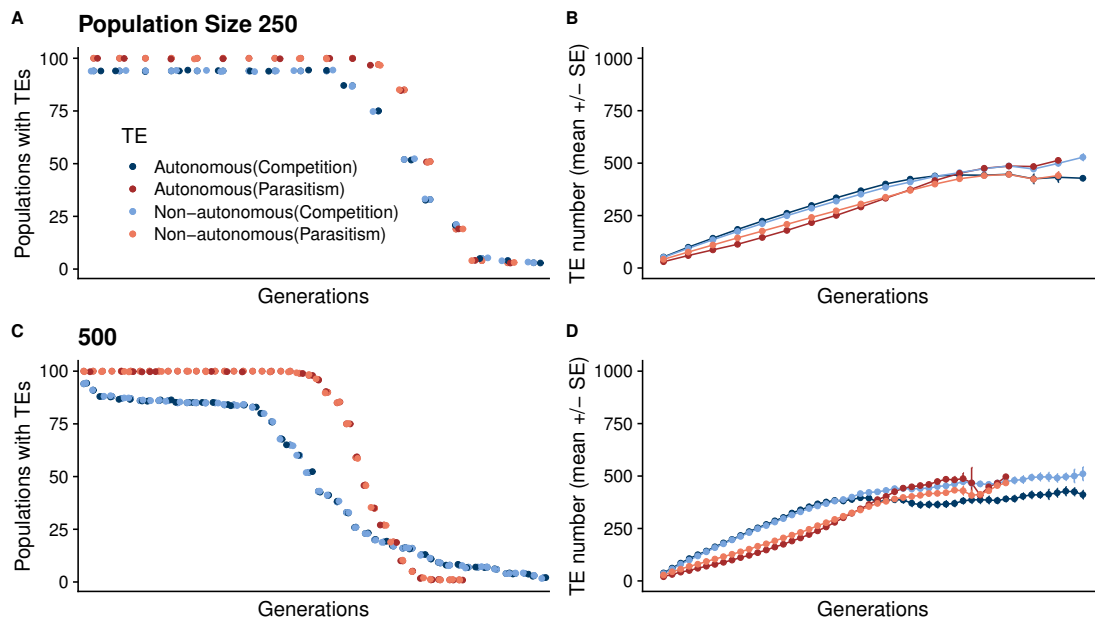 A
Population Size 250
Populations with TEs
100
75
50
25
0
TE
Autonomous(Competition)
Autonomous(Parasitism)
Non−autonomous(Competition)
Non−autonomous(Parasitism)
Generations
B
TE number (mean +/− SE)
1000
750
500
250
0
Generations
C
500
Populations with TEs
100
75
50
25
0
Generations
D
TE number (mean +/− SE)
1000
750
500
250
0
Generations